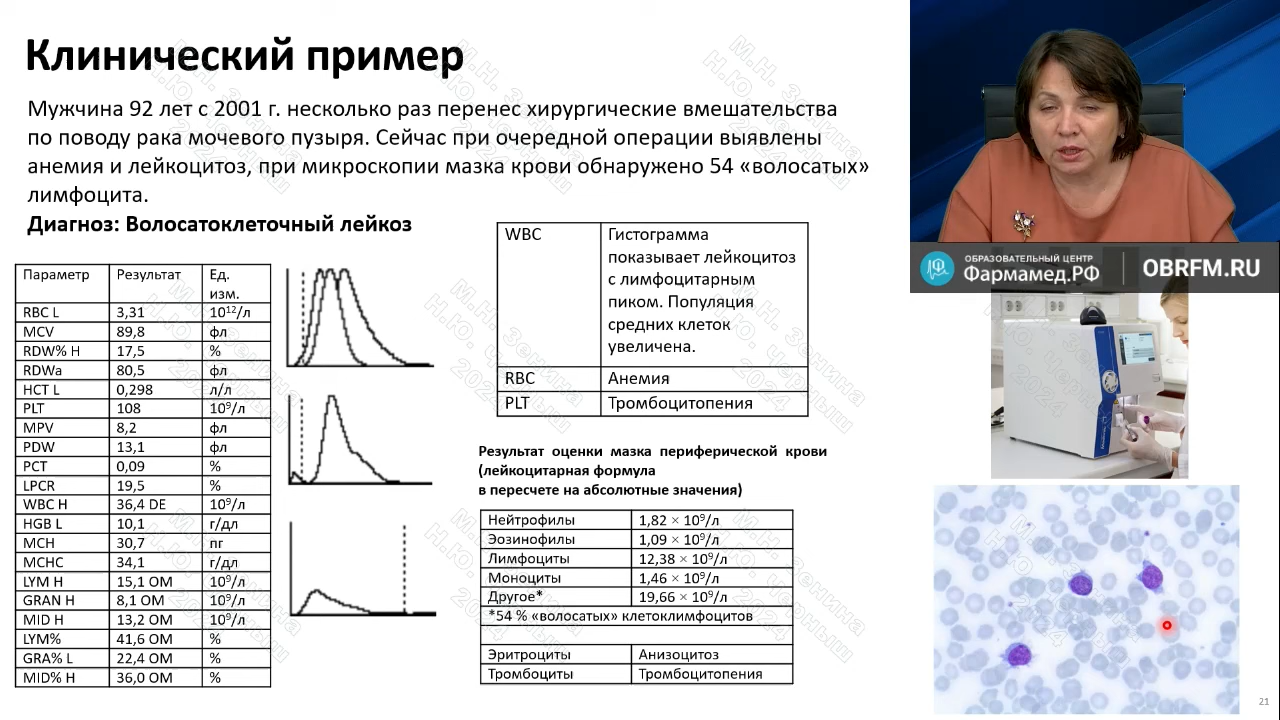 Клинический пример
Мужчина 92 лет с 2001 г. несколько раз перенес хирургические вмешательства
по поводу рака мочевого пузыря. Сейчас при очередной операции выявлены
анемия и лейкоцитоз, при микроскопии мазка крови обнаружено 54 «волосатых»
лимфоцита.
Диагноз: Волосатоклеточный лейкоз
Параметр Результат Ед. изм.
RBC L 3,31 10¹²/л
MCV 89,8 фл
RDW% H 17,5 %
RDWa 80,5 фл
HCT L 0,298 л/л
PLT 108 10⁹/л
MPV 8,2 фл
PDW 13,1 фл
PCT 0,09 %
LPCR 19,5 %
WBC H 36,4 DE 10⁹/л
HGB L 10,1 г/дл
MCH 30,7 пг
MCHC 34,1 г/дл
LYM H 15,1 OM 10⁹/л
GRAN H 8,1 OM 10⁹/л
MID H 13,2 OM 10⁹/л
LYM% 41,6 OM %
GRA% L 22,4 OM %
MID% H 36,0 OM %
WBC Гистограмма
показывает лейкоцитоз
с лимфоцитарным
пиком. Популяция
средних клеток
увеличена.
RBC Анемия
PLT Тромбоцитопения
Результат оценки мазка периферической крови
(лейкоцитарная формула
в пересчете на абсолютные значения)
Нейтрофилы 1,82 × 10⁹/л
Эозинофилы 1,09 × 10⁹/л
Лимфоциты 12,38 × 10⁹/л
Моноциты 1,46 × 10⁹/л
Другое* 19,66 × 10⁹/л
*54 % «волосатых» клетоклимфоцитов
Эритроциты Анизоцитоз
Тромбоциты Тромбоцитопения
ОБРАЗОВАТЕЛЬНЫЙ ЦЕНТР
Фармамед.РФ
OBRFM.RU
М.Н. Зенина
Н.Ю. Черныш
2024
21